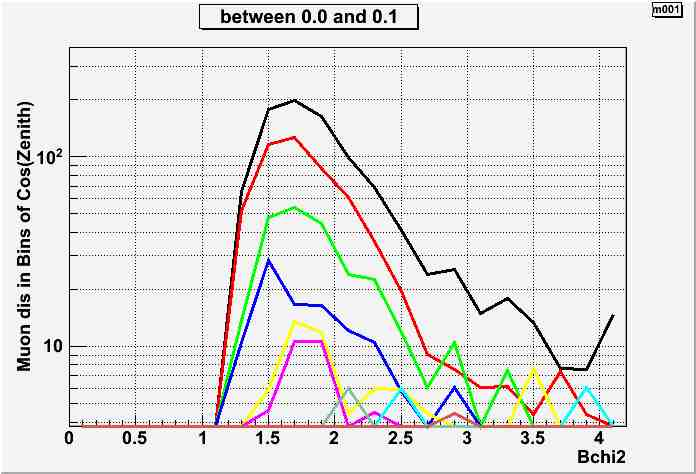 between 0.0 and 0.1
m001
Muon dis in Bins of Cos(Zenith)
10²
10
0 0.5 1 1.5 2 2.5 3 3.5 4
Bchi2